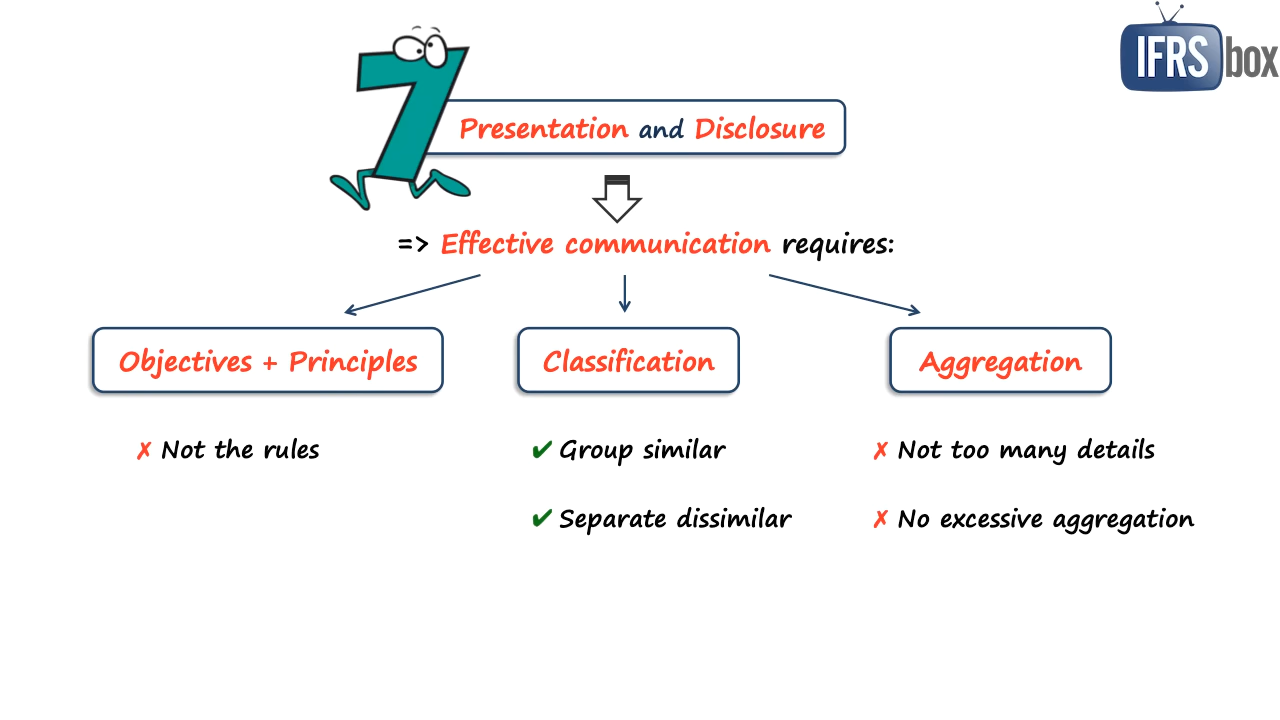 IFRS box
7 Presentation and Disclosure
=> Effective communication requires:
Objectives + Principles
✗ Not the rules
Classification
✔ Group similar
✔ Separate dissimilar
Aggregation
✗ Not too many details
✗ No excessive aggregation